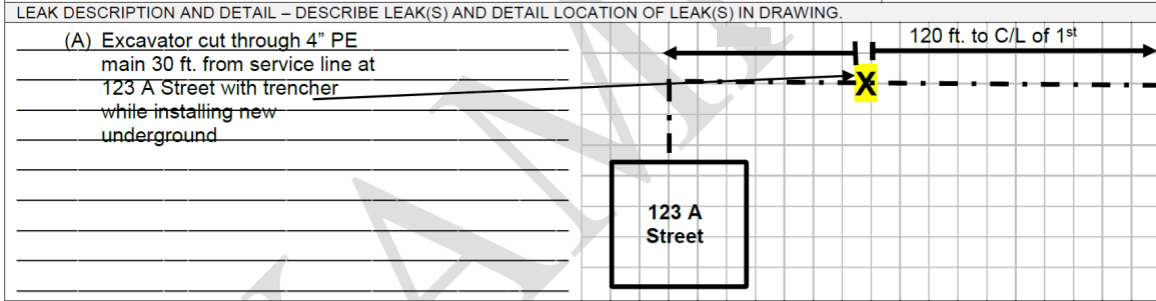 LEAK DESCRIPTION AND DETAIL – DESCRIBE LEAK(S) AND DETAIL LOCATION OF LEAK(S) IN DRAWING.
(A) Excavator cut through 4” PE
main 30 ft. from service line at
123 A Street with trencher
while installing new
underground
120 ft. to C/L of 1st
X
123 A
Street